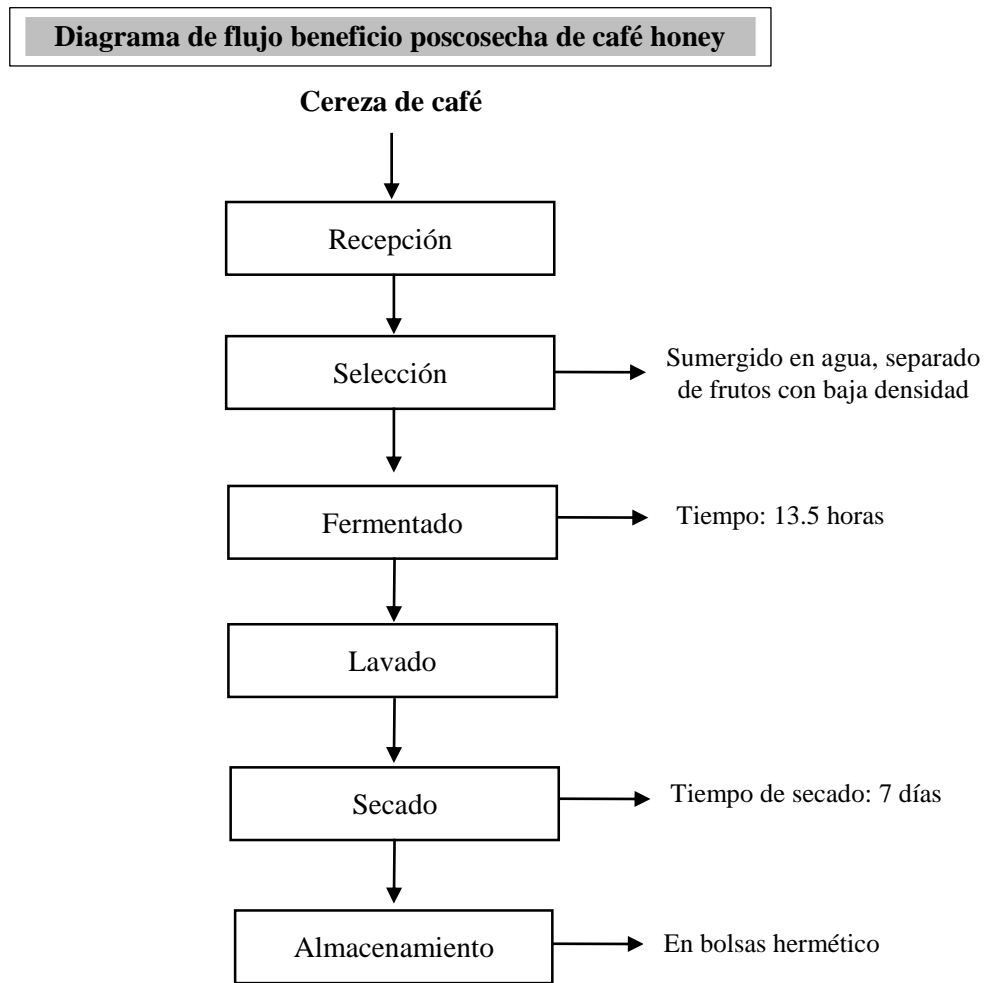 Diagrama de flujo beneficio poscosecha de café honey
Cereza de café
Recepción
Selección
Sumergido en agua, separado
de frutos con baja densidad
Fermentado
Tiempo: 13.5 horas
Lavado
Secado
Tiempo de secado: 7 días
Almacenamiento
En bolsas hermético